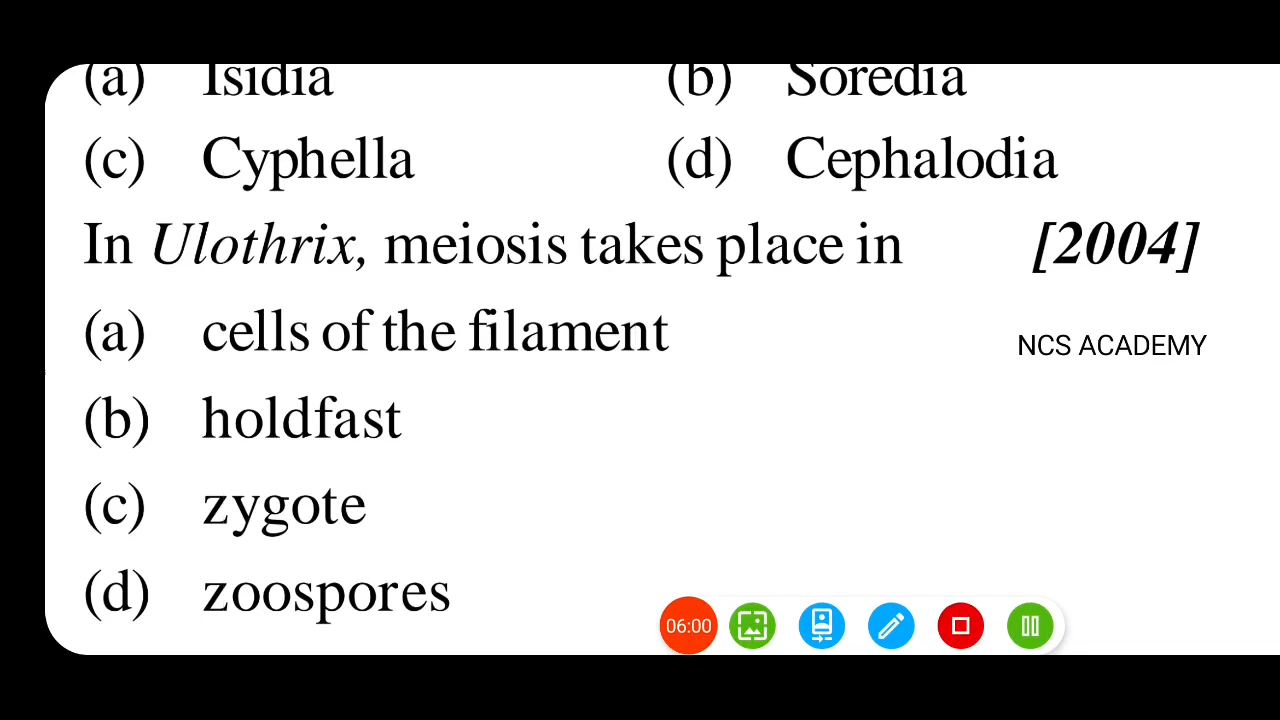 (a) Isidia (b) Soredia
(c) Cyphella (d) Cephalodia
In Ulothrix, meiosis takes place in [2004]
(a) cells of the filament
NCS ACADEMY
(b) holdfast
(c) zygote
(d) zoospores
06:00